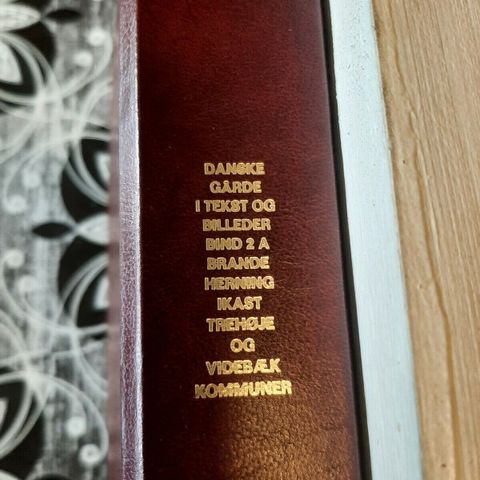 DANSKE
GÅRDE
I TEKST OG
BILLEDER
BIND 2 A
BRANDE
HERNING
IKAST
TREHØJE
OG
VIDEBÆK
KOMMUNER